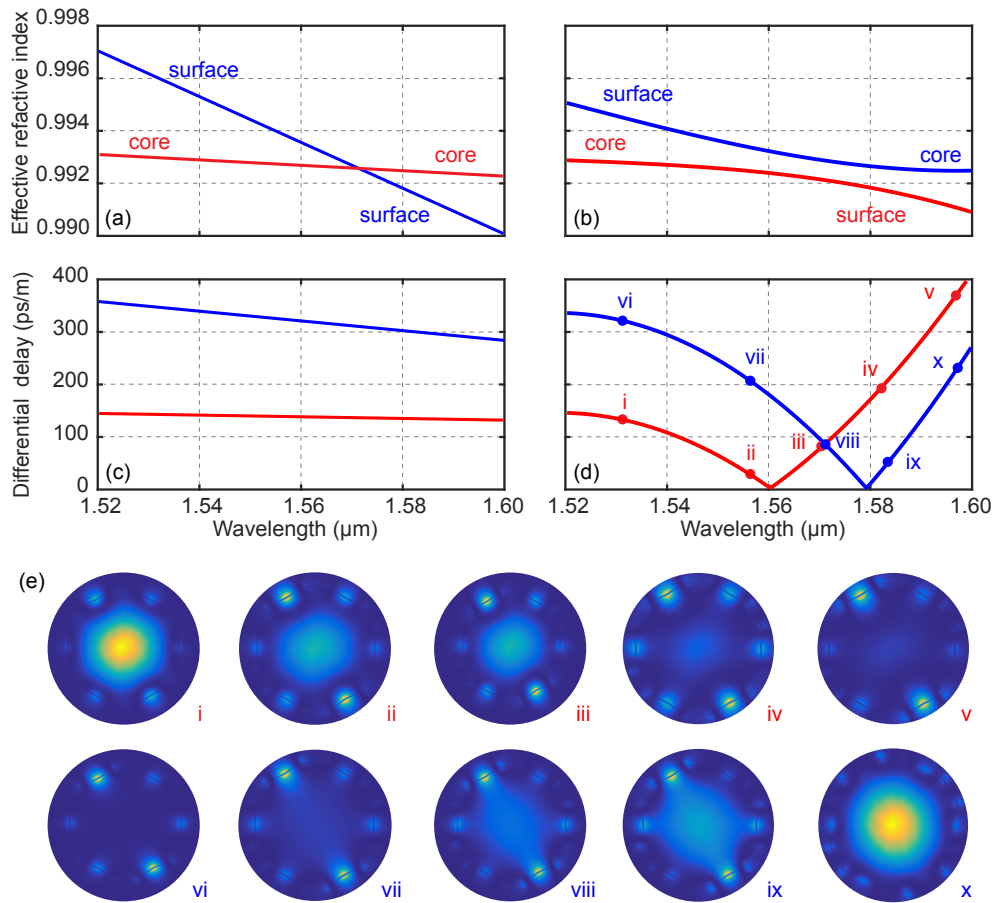 Effective refractive index
0.998
0.996
0.994
0.992
0.990
surface
core
core
surface
(a)
surface
core
core
surface
(b)
Differential delay (ps/m)
400
300
200
100
0
(c)
1.52 1.54 1.56 1.58 1.60
Wavelength (μm)
vi
v
vii
iv
x
i
ii
iii
viii
ix
(d)
1.52 1.54 1.56 1.58 1.60
Wavelength (μm)
(e)
i ii iii iv v
vi vii viii ix x